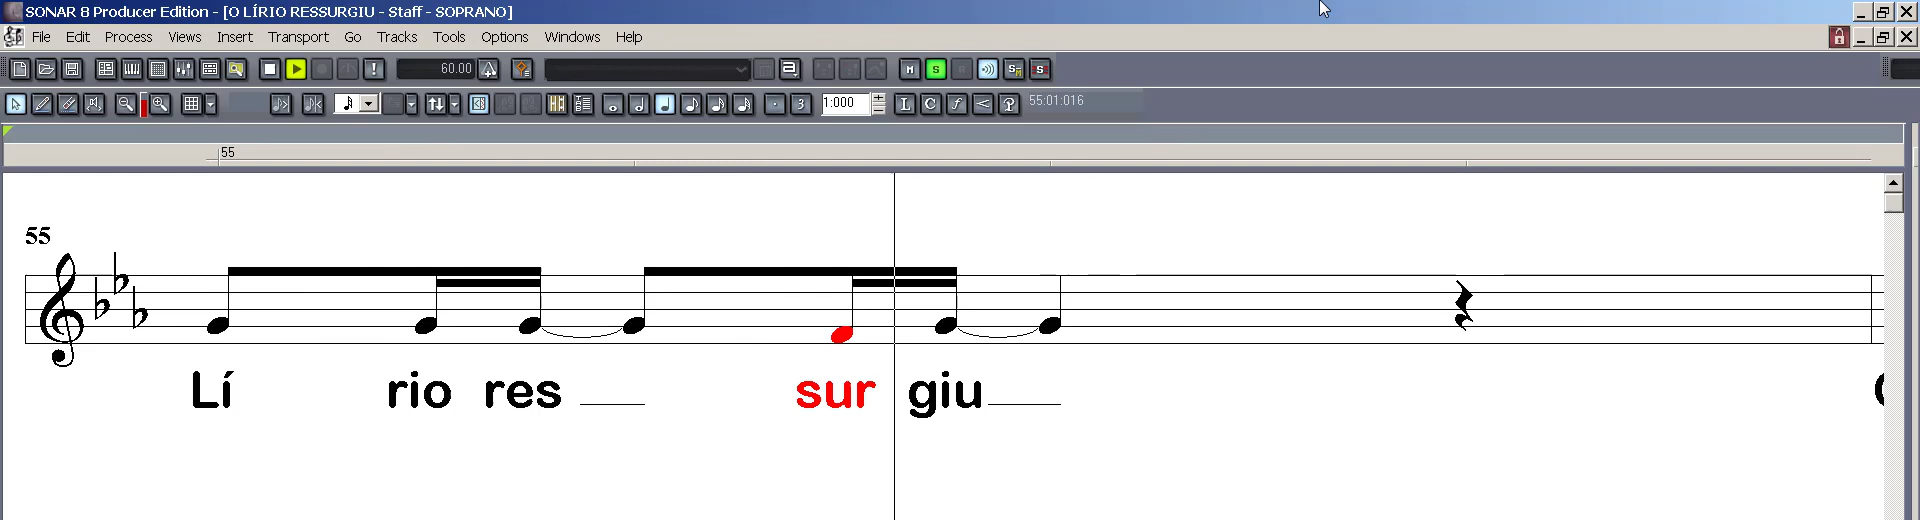 SONAR 8 Producer Edition - [O LÍRIO RESSURGIU - Staff - SOPRANO]
File Edit Process Views Insert Transport Go Tracks Tools Options Windows Help
60.00 M S
3 1:000 L C f 55:01:016
55
55
Lí rio res sur giu